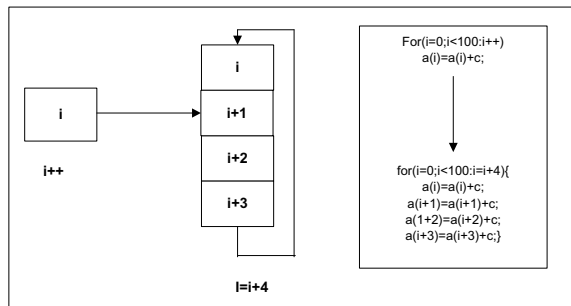 i
i++
i
i+1
i+2
i+3
I=i+4
For(i=0;i<100:i++)
a(i)=a(i)+c;
for(i=0;i<100:i=i+4){
a(i)=a(i)+c;
a(i+1)=a(i+1)+c;
a(1+2)=a(i+2)+c;
a(i+3)=a(i+3)+c;}